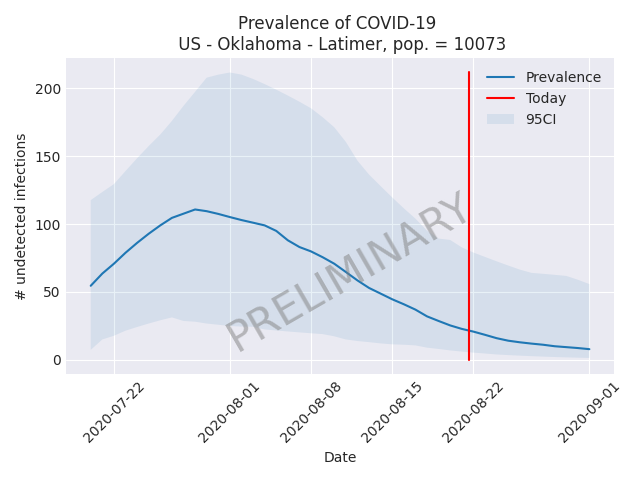 Prevalence of COVID-19
US - Oklahoma - Latimer, pop. = 10073
# undetected infections
200
150
100
50
0
Prevalence
Today
95CI
PRELIMINARY
2020-07-22
2020-08-01
2020-08-08
2020-08-15
2020-08-22
2020-09-01
Date